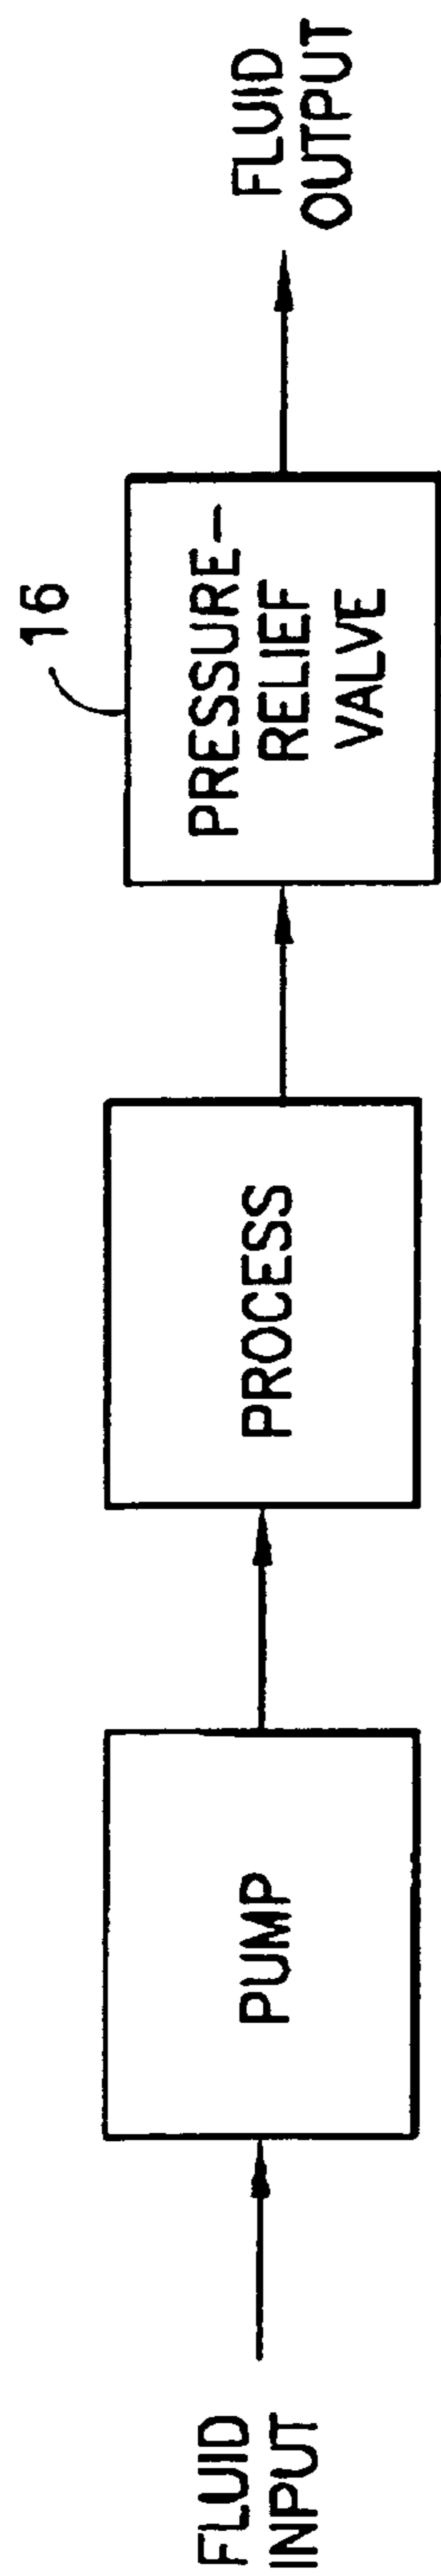 FLUID
INPUT
PUMP
PROCESS
16
PRESSURE-
RELIEF
VALVE
FLUID
OUTPUT